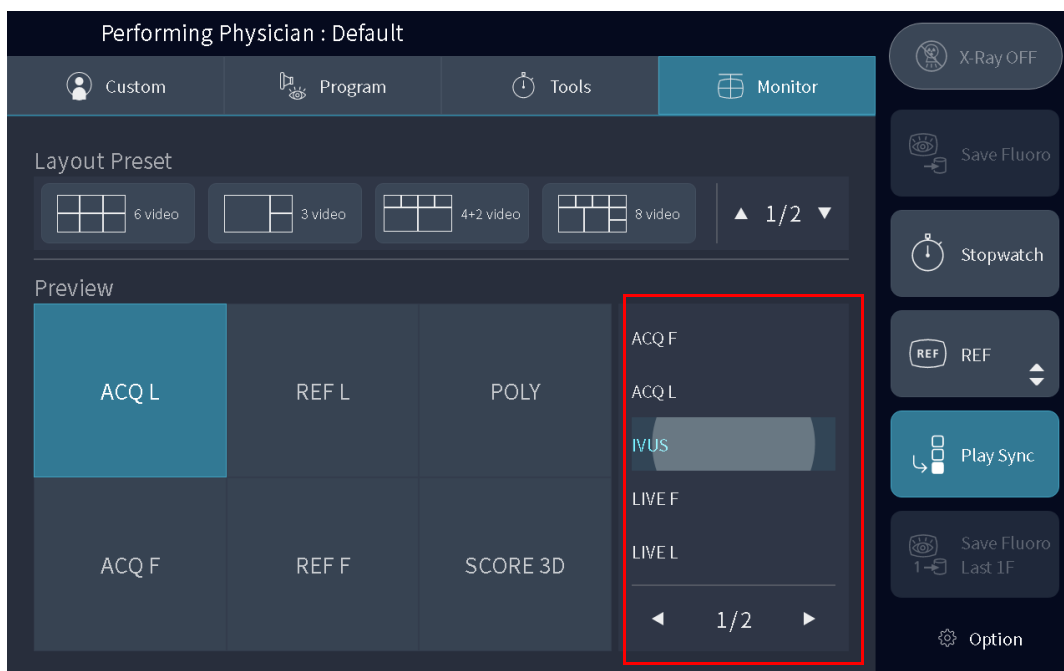 Performing Physician : Default
Custom
Program
Tools
Monitor
Layout Preset
6 video
3 video
4+2 video
8 video
▲ 1/2 ▼
Preview
ACQ L
REF L
POLY
ACQ F
REF F
SCORE 3D
ACQ F
ACQ L
IVUS
LIVE F
LIVE L
◀ 1/2 ▶
X-Ray OFF
Save Fluoro
Stopwatch
REF REF
Play Sync
Save Fluoro
1 Last 1F
Option